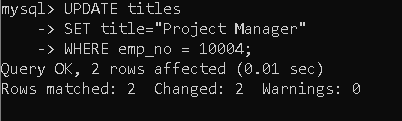 mysql> UPDATE titles
    -> SET title="Project Manager"
    -> WHERE emp_no = 10004;
Query OK, 2 rows affected (0.01 sec)
Rows matched: 2  Changed: 2  Warnings: 0